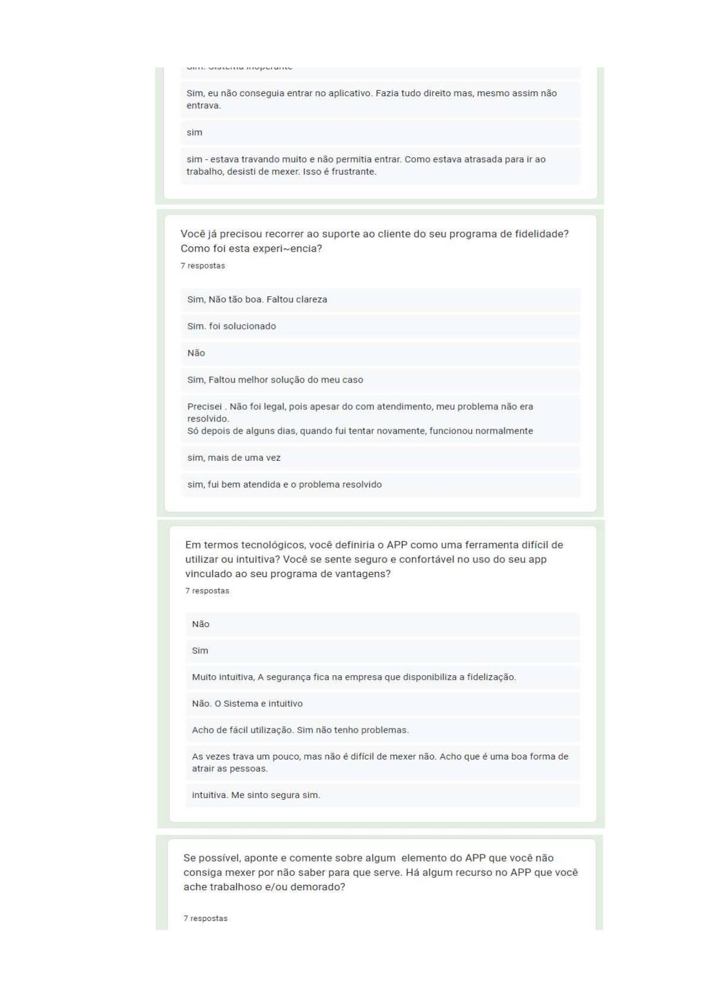 Sim. Sistema inoperante
Sim, eu não conseguia entrar no aplicativo. Fazia tudo direito mas, mesmo assim não
entrava.
sim
sim - estava travando muito e não permitia entrar. Como estava atrasada para ir ao
trabalho, desisti de mexer. Isso é frustrante.
Você já precisou recorrer ao suporte ao cliente do seu programa de fidelidade?
Como foi esta experi~encia?
7 respostas
Sim, Não tão boa. Faltou clareza
Sim. foi solucionado
Não
Sim, Faltou melhor solução do meu caso
Precisei . Não foi legal, pois apesar do com atendimento, meu problema não era
resolvido.
Só depois de alguns dias, quando fui tentar novamente, funcionou normalmente
sim, mais de uma vez
sim, fui bem atendida e o problema resolvido
Em termos tecnológicos, você definiria o APP como uma ferramenta difícil de
utilizar ou intuitiva? Você se sente seguro e confortável no uso do seu app
vinculado ao seu programa de vantagens?
7 respostas
Não
Sim
Muito intuitiva, A segurança fica na empresa que disponibiliza a fidelização.
Não. O Sistema e intuitivo
Acho de fácil utilização. Sim não tenho problemas.
As vezes trava um pouco, mas não é difícil de mexer não. Acho que é uma boa forma de
atrair as pessoas.
intuitiva. Me sinto segura sim.
Se possível, aponte e comente sobre algum  elemento do APP que você não
consiga mexer por não saber para que serve. Há algum recurso no APP que você
ache trabalhoso e/ou demorado?
7 respostas